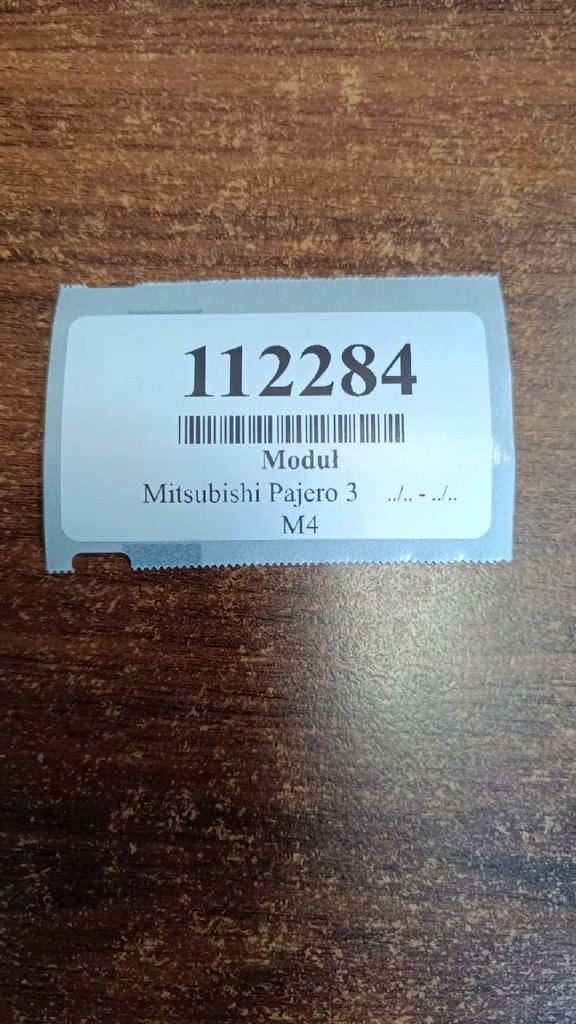 112284
Moduł
Mitsubishi Pajero 3 ../.. - ../..
M4